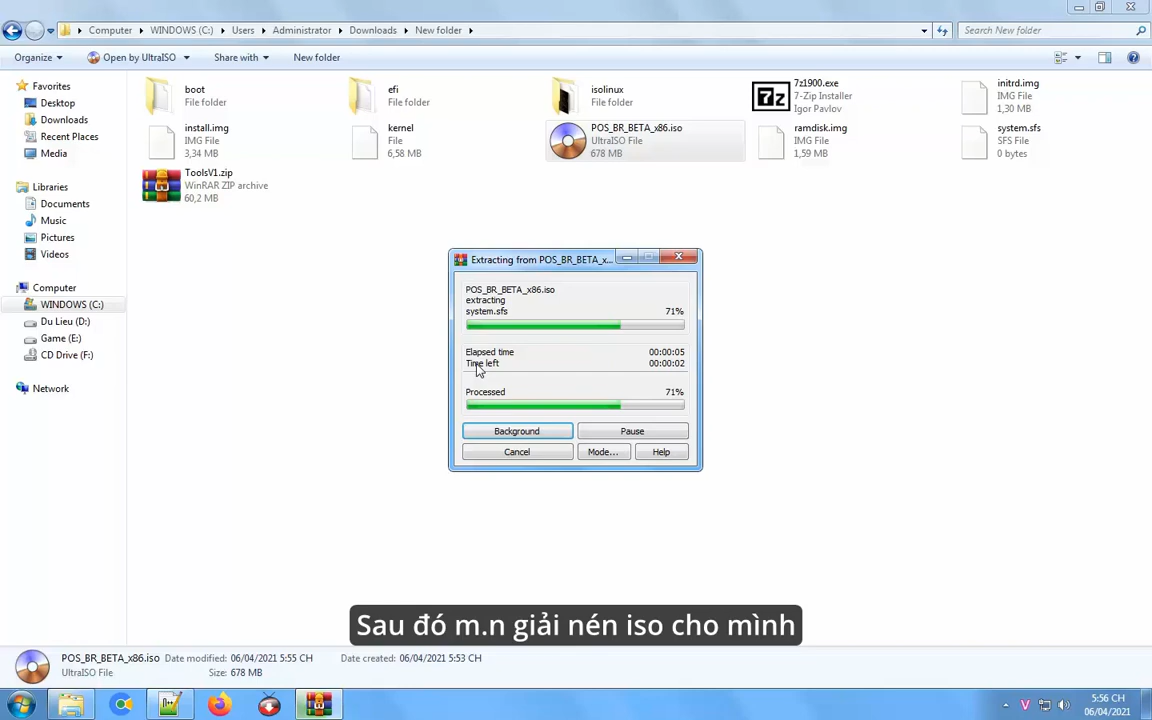 Computer ▸ WINDOWS (C:) ▸ Users ▸ Administrator ▸ Downloads ▸ New folder ▸
Search New folder
Organize Open by UltraISO Share with New folder
Favorites
Desktop
Downloads
Recent Places
Media
Libraries
Documents
Music
Pictures
Videos
Computer
WINDOWS (C:)
Du Lieu (D:)
Game (E:)
CD Drive (F:)
Network
boot
File folder
efi
File folder
isolinux
File folder
7z
7z1900.exe
7-Zip Installer
Igor Pavlov
initrd.img
IMG File
1,30 MB
install.img
IMG File
3,34 MB
kernel
File
6,58 MB
POS_BR_BETA_x86.iso
UltraISO File
678 MB
ramdisk.img
IMG File
1,59 MB
system.sfs
SFS File
0 bytes
ToolsV1.zip
WinRAR ZIP archive
60,2 MB
Extracting from POS_BR_BETA_x...
POS_BR_BETA_x86.iso
extracting
system.sfs 71%
Elapsed time 00:00:05
Time left 00:00:02
Processed 71%
Background Pause
Cancel Mode... Help
Sau đó m.n giải nén iso cho mình
POS_BR_BETA_x86.iso Date modified: 06/04/2021 5:55 CH Date created: 06/04/2021 5:53 CH
UltraISO File Size: 678 MB
V
5:56 CH
06/04/2021